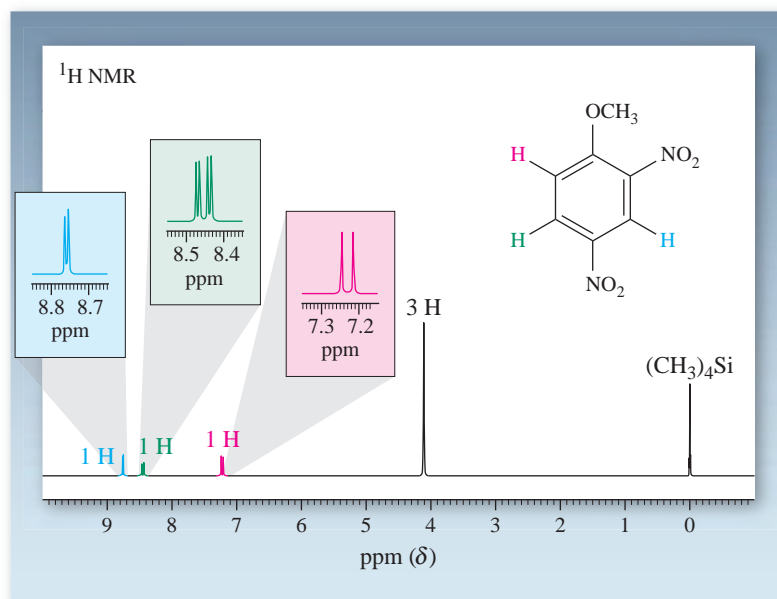 ¹H NMR
OCH₃
H
NO₂
H
H
NO₂
8.5 8.4
ppm
8.8 8.7
ppm
7.3 7.2
ppm
3 H
(CH₃)₄Si
1 H
1 H
1 H
9 8 7 6 5 4 3 2 1 0
ppm (δ)